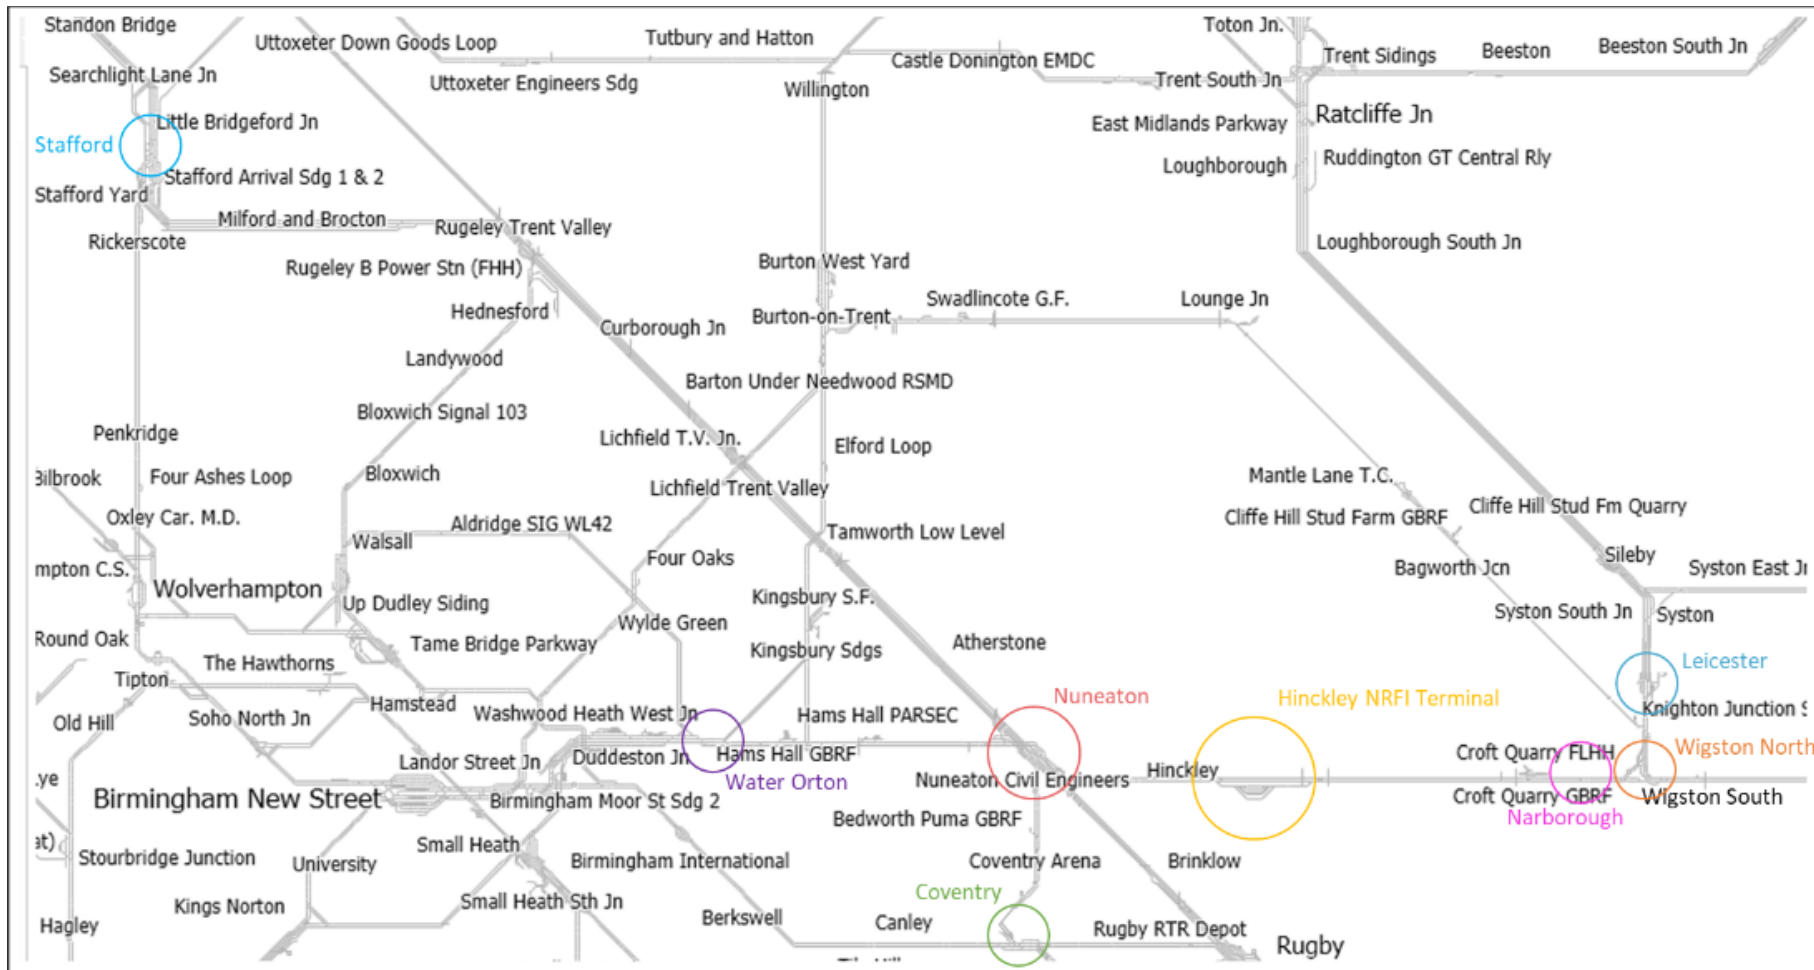 Standon Bridge
Uttoxeter Down Goods Loop
Tutbury and Hatton
Toton Jn.
Beeston South Jn
Beeston
Trent Sidings
Castle Donington EMDC
Searchlight Lane Jn
Uttoxeter Engineers Sdg
Trent South Jn
Willington
Ratcliffe Jn
Little Bridgeford Jn
East Midlands Parkway
Stafford
Ruddington GT Central Rly
Loughborough
Stafford Arrival Sdg 1 & 2
Stafford Yard
Milford and Brocton
Rugeley Trent Valley
Rickerscote
Loughborough South Jn
Rugeley B Power Stn (FHH)
Burton West Yard
Swadlincote G.F.
Lounge Jn
Hednesford
Burton-on-Trent
Curborough Jn
Landywood
Barton Under Needwood RSMD
Bloxwich Signal 103
Penkridge
Lichfield T.V. Jn.
Elford Loop
Bilbrook
Four Ashes Loop
Bloxwich
Lichfield Trent Valley
Mantle Lane T.C.
Cliffe Hill Stud Fm Quarry
Oxley Car. M.D.
Aldridge SIG WL42
Cliffe Hill Stud Farm GBRF
Walsall
Tamworth Low Level
Four Oaks
Sileby
mpton C.S.
Bagworth Jcn
Syston East Jn
Wolverhampton
Up Dudley Siding
Kingsbury S.F.
Syston South Jn
Syston
Wylde Green
Round Oak
Tame Bridge Parkway
Kingsbury Sdgs
Atherstone
The Hawthorns
Leicester
Tipton
Nuneaton
Hinckley NRFI Terminal
Hamstead
Old Hill
Soho North Jn
Washwood Heath West Jn
Hams Hall PARSEC
Knighton Junction S
Landor Street Jn
Duddeston Jn
Hams Hall GBRF
Croft Quarry FLHH
Wigston North
.ye
Water Orton
Nuneaton Civil Engineers
Hinckley
Birmingham New Street
Birmingham Moor St Sdg 2
Croft Quarry GBRF
Wigston South
Bedworth Puma GBRF
Narborough
at)
Small Heath
Stourbridge Junction
University
Birmingham International
Coventry Arena
Brinklow
Coventry
Kings Norton
Small Heath Sth Jn
Hagley
Berkswell
Canley
Rugby RTR Depot
Rugby